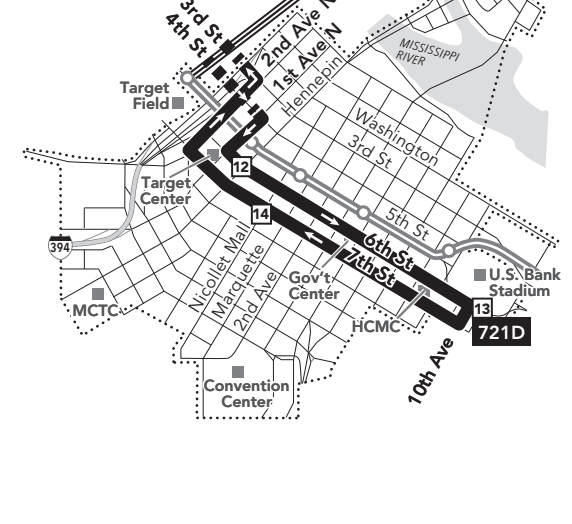 3rd St
4th St
2nd Ave N
1st Ave N
Hennepin
MISSISSIPPI
RIVER
Target
Field
Washington
3rd St
Target
Center
12
14
5th St
6th St
7th St
394
Nicollet Mall
Marquette
2nd Ave
Gov't
Center
U.S. Bank
Stadium
MCTC
HCMC
13
721D
10th Ave
Convention
Center